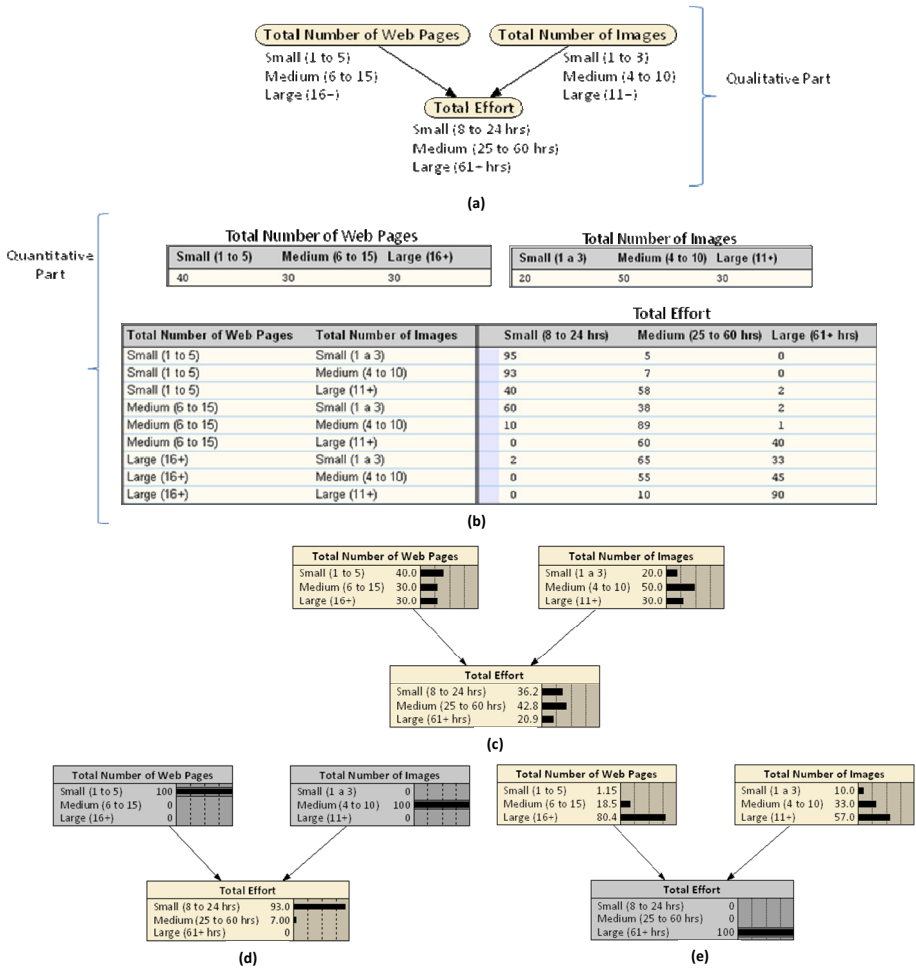 Total Number of Web Pages Total Number of Images
Small (1 to 5) Small (1 to 3)
Medium (6 to 15) Medium (4 to 10)
Large (16+) Large (11+)
Qualitative Part
Total Effort
Small (8 to 24 hrs)
Medium (25 to 60 hrs)
Large (61+ hrs)
(a)
Quantitative
Part
Total Number of Web Pages Total Number of Images
Small (1 to 5) Medium (6 to 15) Large (16+) Small (1 a 3) Medium (4 to 10) Large (11+)
40 30 30 20 50 30
Total Effort
Total Number of Web Pages Total Number of Images Small (8 to 24 hrs) Medium (25 to 60 hrs) Large (61+ hrs)
Small (1 to 5) Small (1 a 3) 95 5 0
Small (1 to 5) Medium (4 to 10) 93 7 0
Small (1 to 5) Large (11+) 40 58 2
Medium (6 to 15) Small (1 a 3) 60 38 2
Medium (6 to 15) Medium (4 to 10) 10 89 1
Medium (6 to 15) Large (11+) 0 60 40
Large (16+) Small (1 a 3) 2 65 33
Large (16+) Medium (4 to 10) 0 55 45
Large (16+) Large (11+) 0 10 90
(b)
Total Number of Web Pages Total Number of Images
Small (1 to 5) 40.0 Small (1 a 3) 20.0
Medium (6 to 15) 30.0 Medium (4 to 10) 50.0
Large (16+) 30.0 Large (11+) 30.0
Total Effort
Small (8 to 24 hrs) 36.2
Medium (25 to 60 hrs) 42.8
Large (61+ hrs) 20.9
(c)
Total Number of Web Pages Total Number of Images
Small (1 to 5) 100 Small (1 a 3) 0
Medium (6 to 15) 0 Medium (4 to 10) 100
Large (16+) 0 Large (11+) 0
Total Effort
Small (8 to 24 hrs) 93.0
Medium (25 to 60 hrs) 7.00
Large (61+ hrs) 0
(d)
Total Number of Web Pages Total Number of Images
Small (1 to 5) 1.15 Small (1 a 3) 10.0
Medium (6 to 15) 18.5 Medium (4 to 10) 33.0
Large (16+) 80.4 Large (11+) 57.0
Total Effort
Small (8 to 24 hrs) 0
Medium (25 to 60 hrs) 0
Large (61+ hrs) 100
(e)